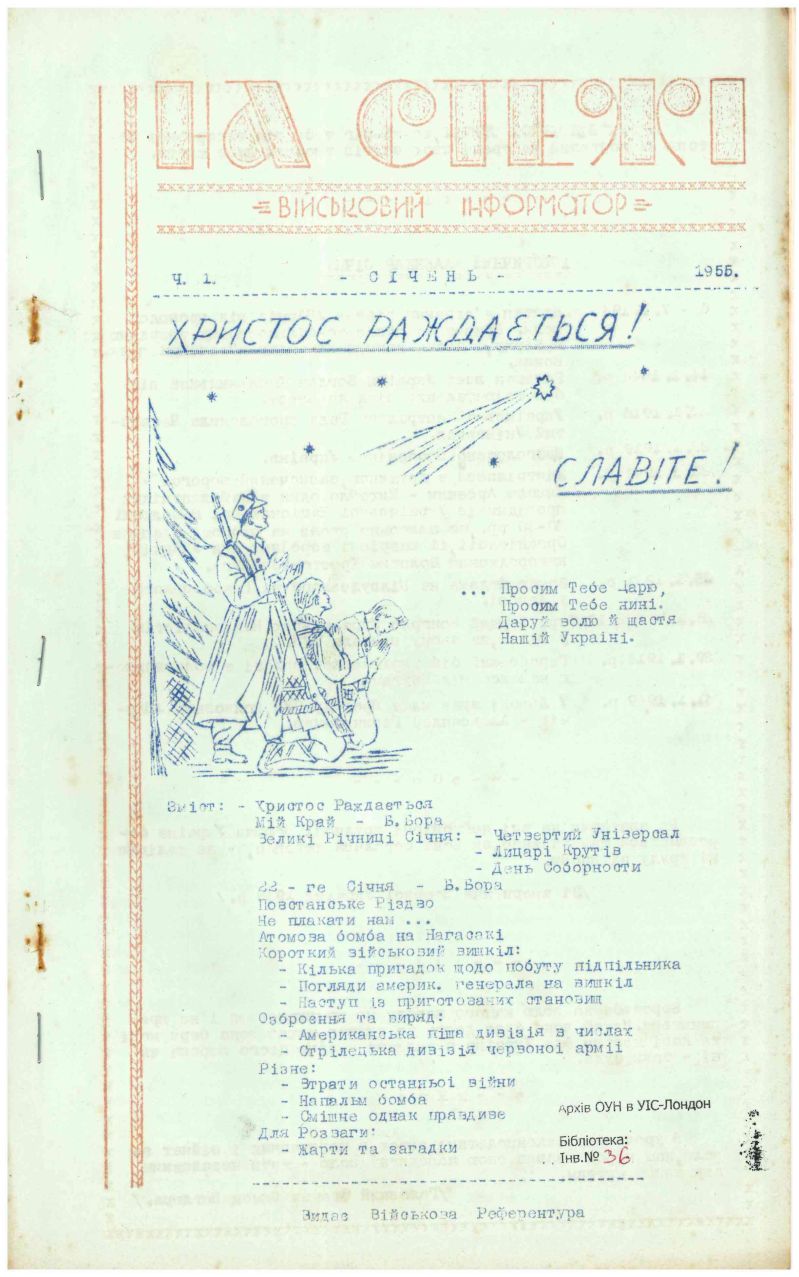 НА СТЕЖІ
= ВІЙСЬКОВИЙ ІНФОРМАТОР =
Ч. 1. - СІЧЕНЬ - 1955.
ХРИСТОС РАЖДАЄТЬСЯ!
СЛАВІТЕ!
... Просим Тебе Царю,
Просим Тебе нині.
Даруй волю й щастя
Нашій Україні.
Зміст: - Христос Раждається
Мій Край - Б.Бора
Великі Річниці Січня: - Четвертий Універсал
- Лицарі Крутів
- День Соборности
22 - ге Січня - Б.Бора
Повстанське Різдво
Не плакати нам ...
Атомова бомба на Нагасакі
Короткий військовий вишкіл:
- Кілька пригадок щодо побуту підпільника
- Погляди америк. генерала на вишкіл
- Наступ із приготованих становищ
Озброєння та виряд:
- Американська піша дивізія в числах
- Стрілецька дивізія червоної армії
Різне:
- Втрати останньої війни
- Напальм бомба
- Смішне однак правдиве
Для Розваги:
- Жарти та загадки
Архів ОУН в УІС-Лондон
Бібліотека:
Інв.№ 36
Видає Військова Референтура